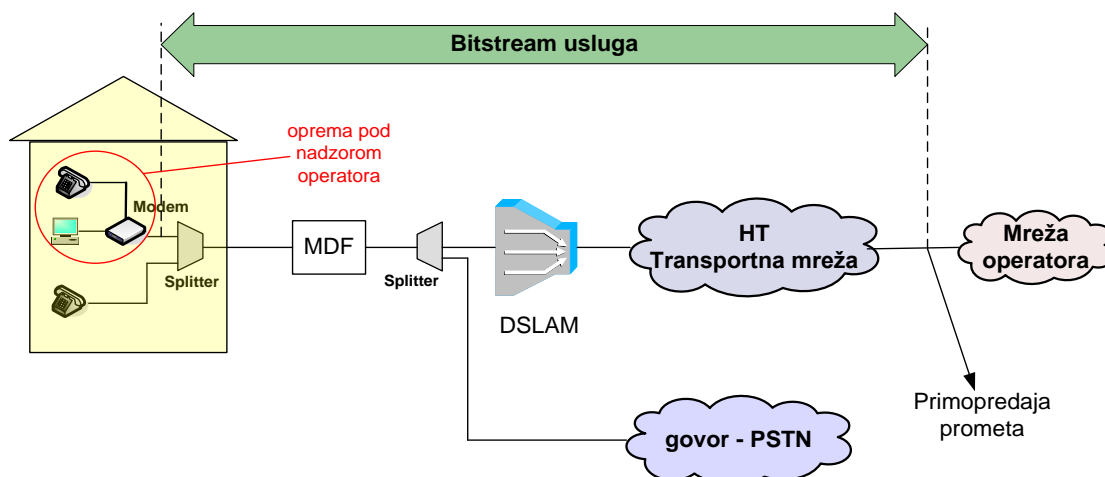 Bitstream usluga
oprema pod
nadzorom
operatora
Modem
Splitter
MDF
Splitter
DSLAM
HT
Transportna mreža
Mreža
operatora
Primopredaja
prometa
govor - PSTN